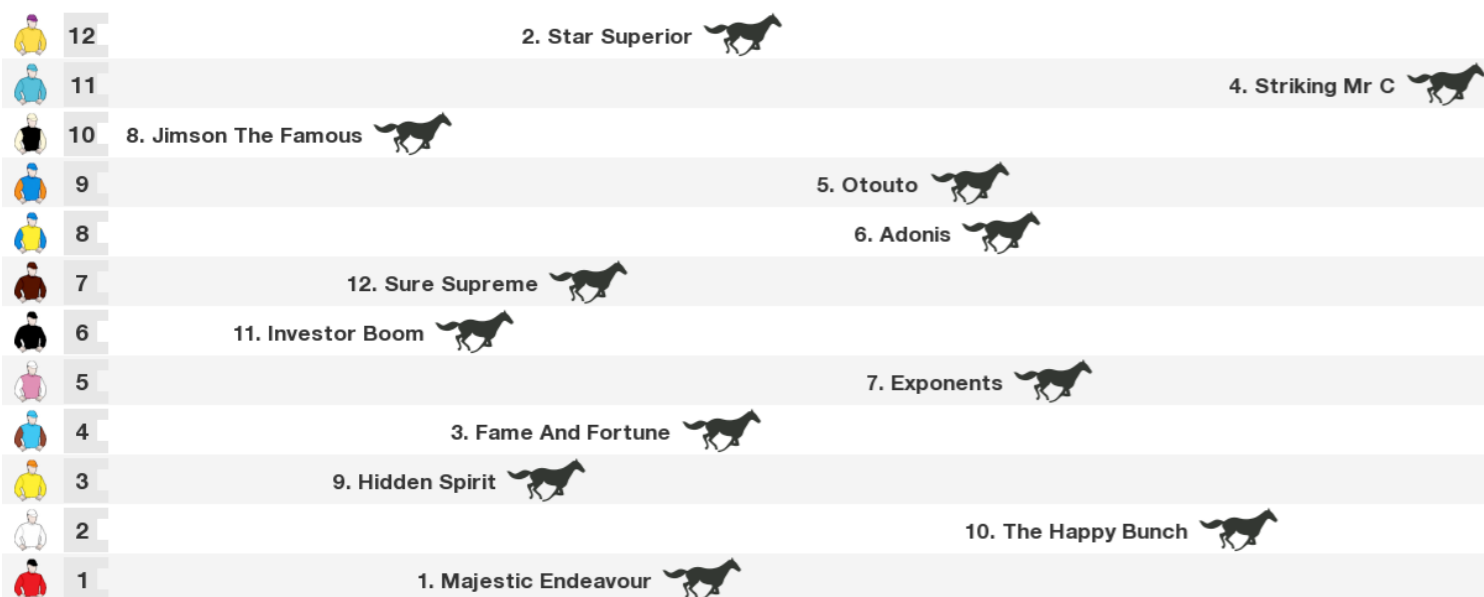 12 2. Star Superior
11 4. Striking Mr C
10 8. Jimson The Famous
9 5. Otouto
8 6. Adonis
7 12. Sure Supreme
6 11. Investor Boom
5 7. Exponents
4 3. Fame And Fortune
3 9. Hidden Spirit
2 10. The Happy Bunch
1 1. Majestic Endeavour